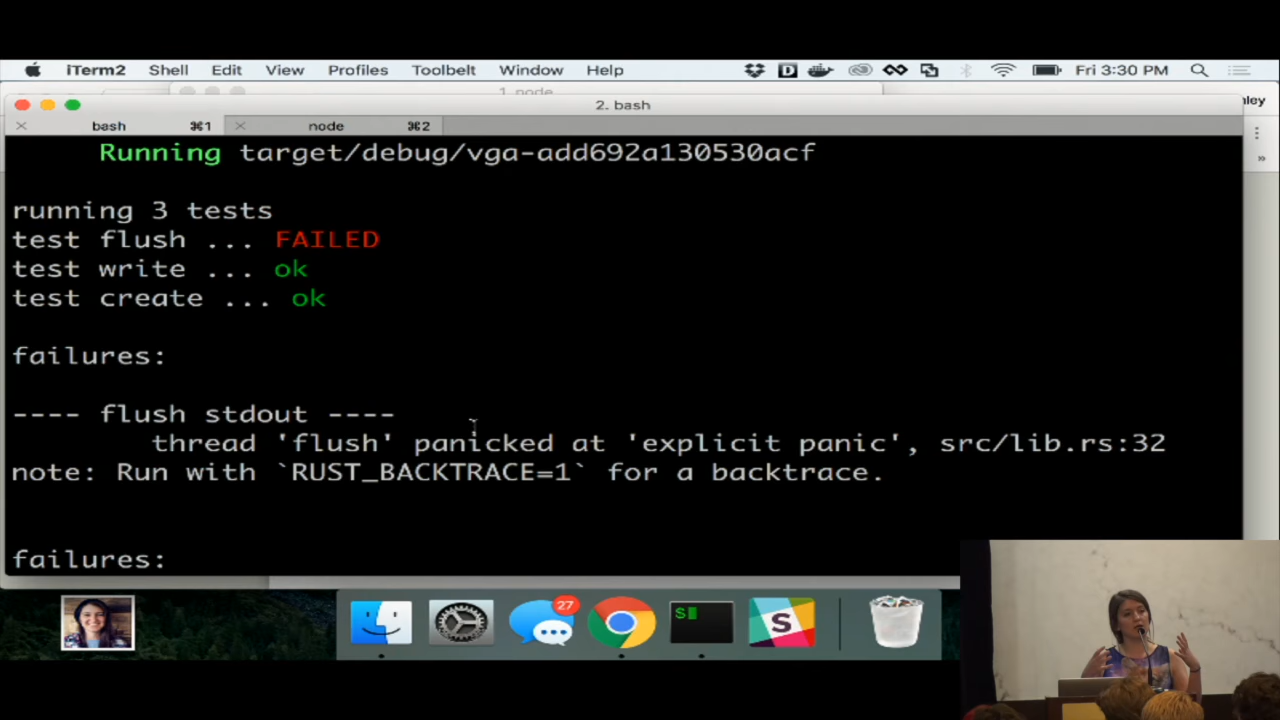 iTerm2 Shell Edit View Profiles Toolbelt Window Help Fri 3:30 PM
1. node
2. bash
ley
bash ⌘1 node ⌘2
Running target/debug/vga-add692a130530acf
running 3 tests
test flush ... FAILED
test write ... ok
test create ... ok
failures:
---- flush stdout ----
thread 'flush' panicked at 'explicit panic', src/lib.rs:32
note: Run with `RUST_BACKTRACE=1` for a backtrace.
failures:
27
S
$